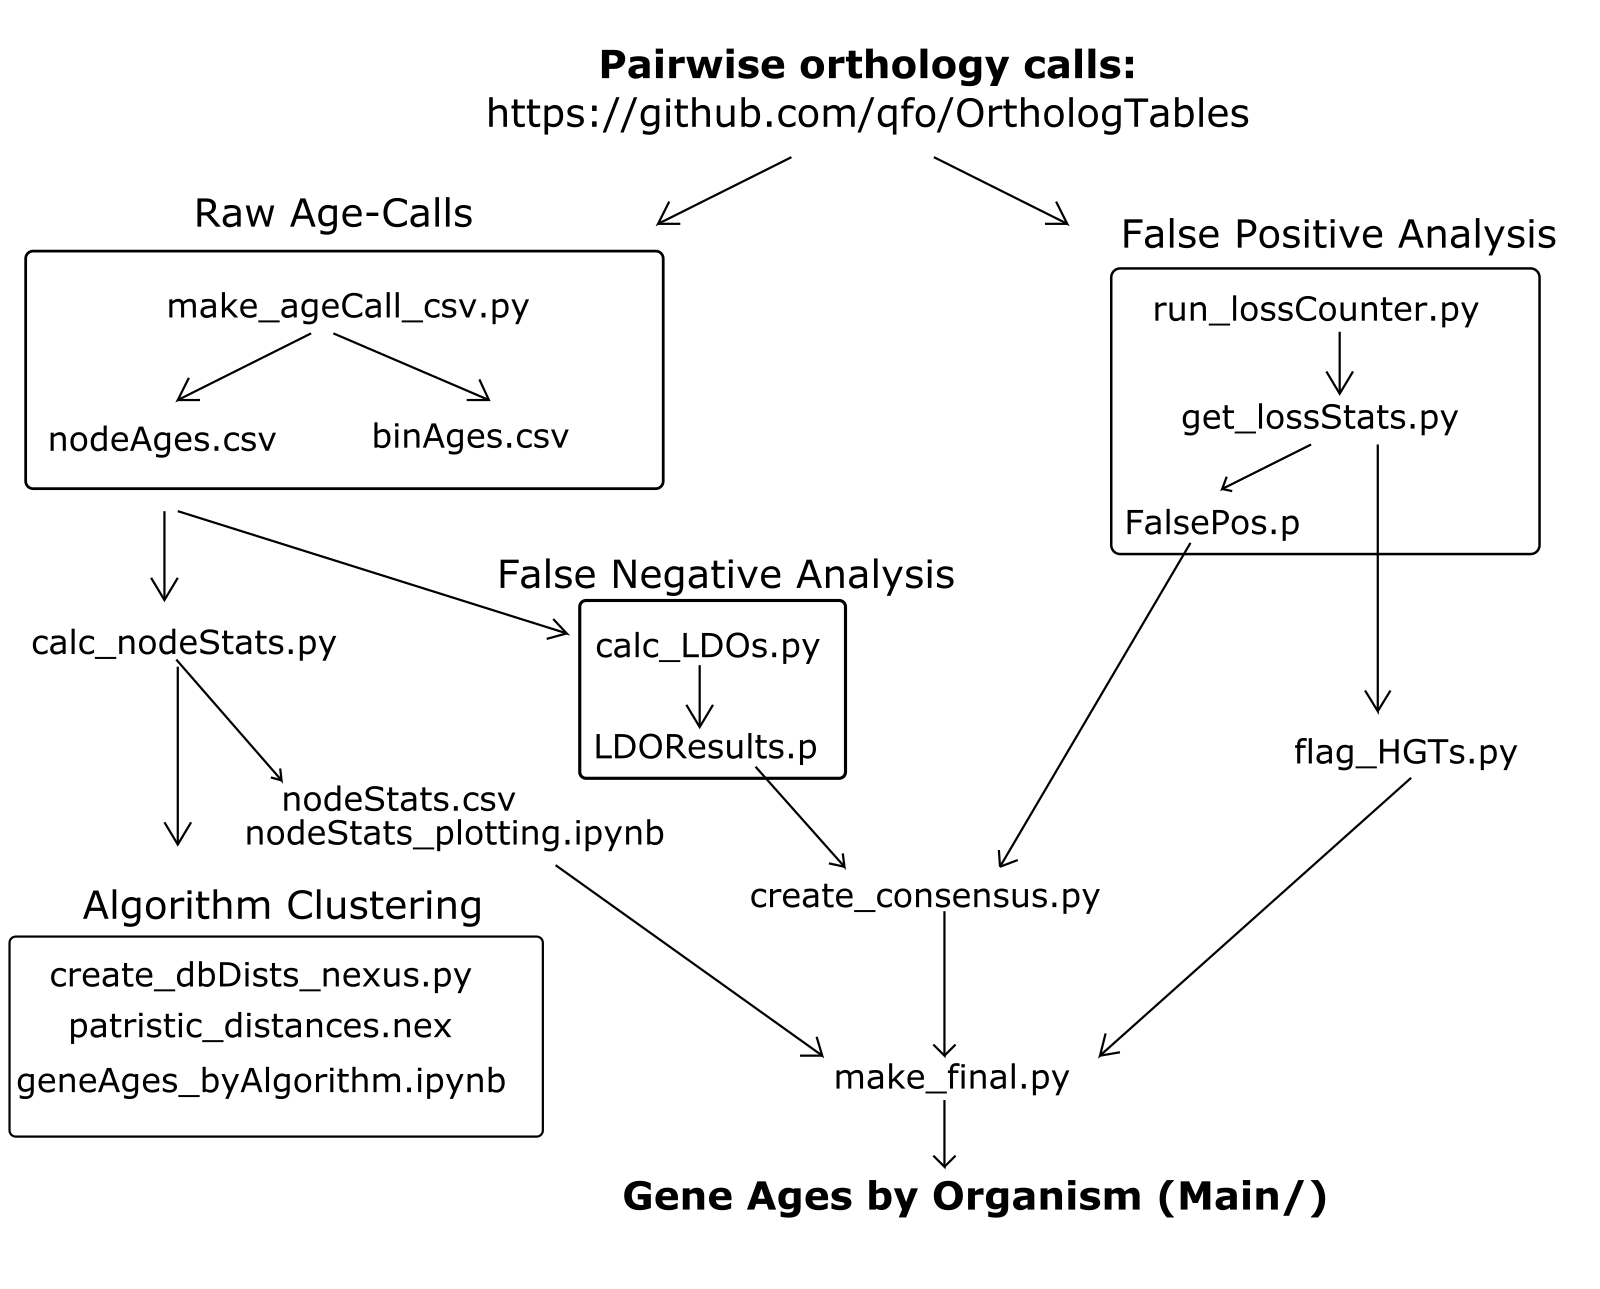 Pairwise orthology calls:
https://github.com/qfo/OrthologTables
Raw Age-Calls
make_ageCall_csv.py
nodeAges.csv
binAges.csv
False Positive Analysis
run_lossCounter.py
get_lossStats.py
FalsePos.p
False Negative Analysis
calc_LDOs.py
LDOResults.p
calc_nodeStats.py
nodeStats.csv
nodeStats_plotting.ipynb
flag_HGTs.py
Algorithm Clustering
create_dbDists_nexus.py
patristic_distances.nex
geneAges_byAlgorithm.ipynb
create_consensus.py
make_final.py
Gene Ages by Organism (Main/)